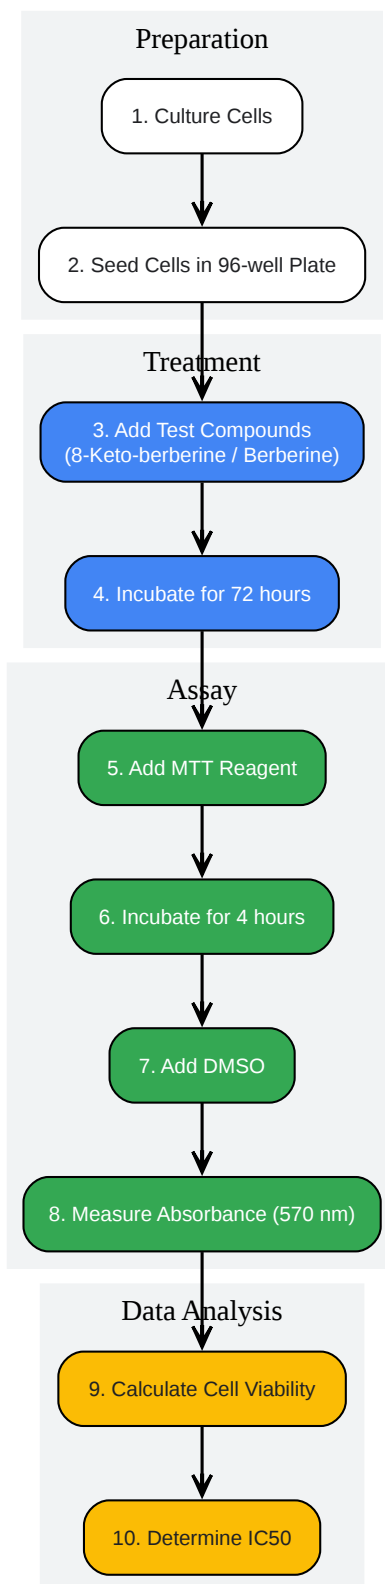 Preparation
1. Culture Cells
2. Seed Cells in 96-well Plate
Treatment
3. Add Test Compounds
(8-Keto-berberine / Berberine)
4. Incubate for 72 hours
Assay
5. Add MTT Reagent
6. Incubate for 4 hours
7. Add DMSO
8. Measure Absorbance (570 nm)
Data Analysis
9. Calculate Cell Viability
10. Determine IC50